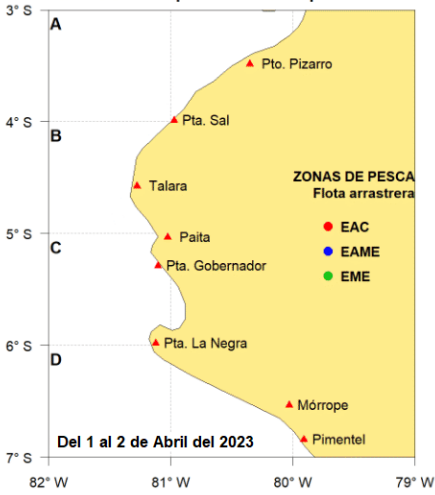 3° S
A
Pto. Pizarro
4° S
Pta. Sal
B
ZONAS DE PESCA
Flota arrastrera
Talara
EAC
5° S
Paita
C
EAME
Pta. Gobernador
EME
6° S
Pta. La Negra
D
Mórrope
Del 1 al 2 de Abril del 2023
Pimentel
7° S
82° W
81° W
80° W
79° W